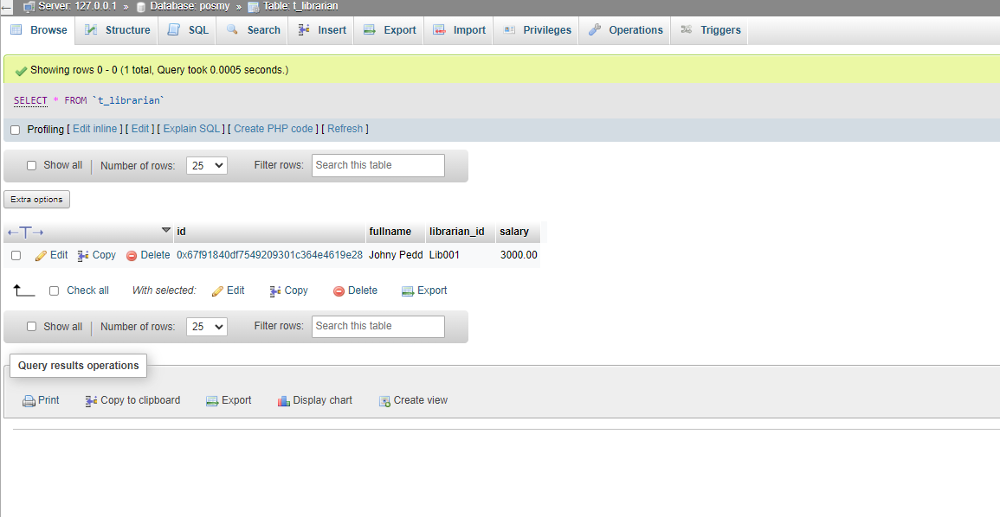 Server: 127.0.0.1 » Database: posmy » Table: t_librarian
Browse Structure SQL Search Insert Export Import Privileges Operations Triggers
Showing rows 0 - 0 (1 total, Query took 0.0005 seconds.)
SELECT * FROM `t_librarian`
Profiling [ Edit inline ] [ Edit ] [ Explain SQL ] [ Create PHP code ] [ Refresh ]
Show all Number of rows: 25 Filter rows: Search this table
Extra options
id fullname librarian_id salary
Edit Copy Delete 0x67f91840df7549209301c364e4619e28 Johny Pedd Lib001 3000.00
Check all With selected: Edit Copy Delete Export
Show all Number of rows: 25 Filter rows: Search this table
Query results operations
Print Copy to clipboard Export Display chart Create view